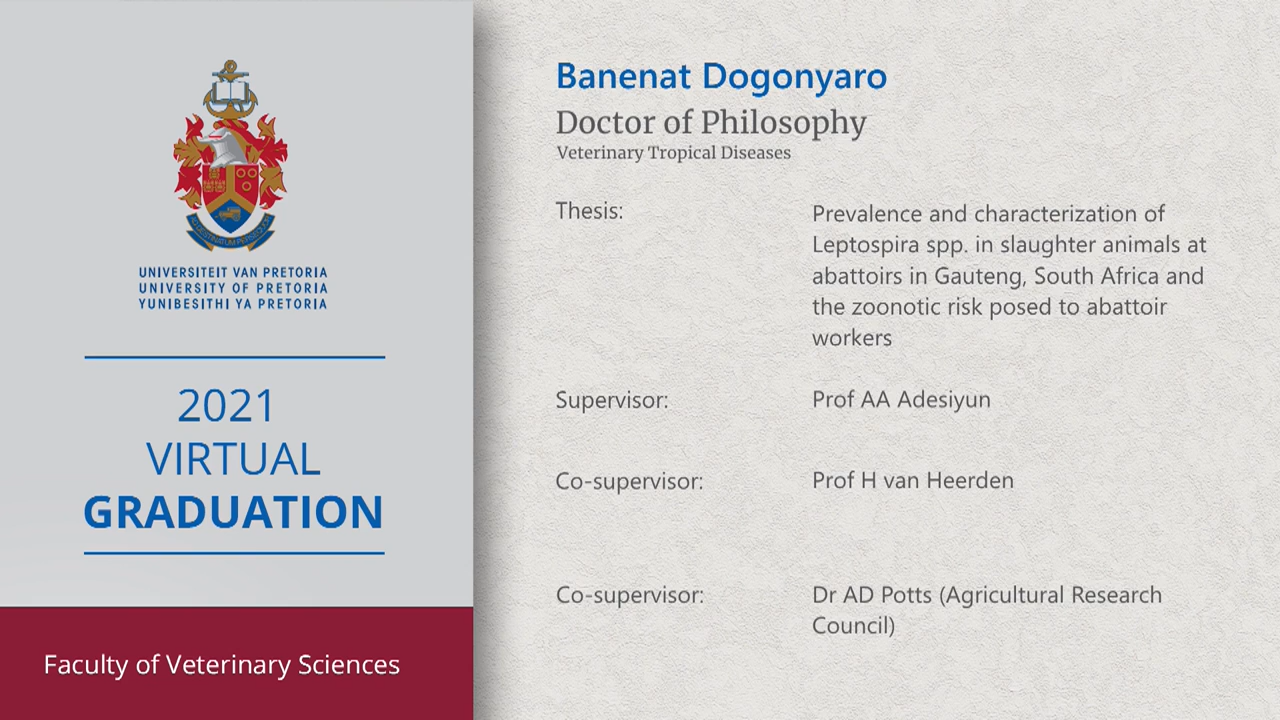 AD DESTINATUM PERSEQUOR
UNIVERSITEIT VAN PRETORIA
UNIVERSITY OF PRETORIA
YUNIBESITHI YA PRETORIA
2021
VIRTUAL
GRADUATION
Faculty of Veterinary Sciences
Banenat Dogonyaro
Doctor of Philosophy
Veterinary Tropical Diseases
Thesis:
Prevalence and characterization of
Leptospira spp. in slaughter animals at
abattoirs in Gauteng, South Africa and
the zoonotic risk posed to abattoir
workers
Supervisor:
Prof AA Adesiyun
Co-supervisor:
Prof H van Heerden
Co-supervisor:
Dr AD Potts (Agricultural Research
Council)